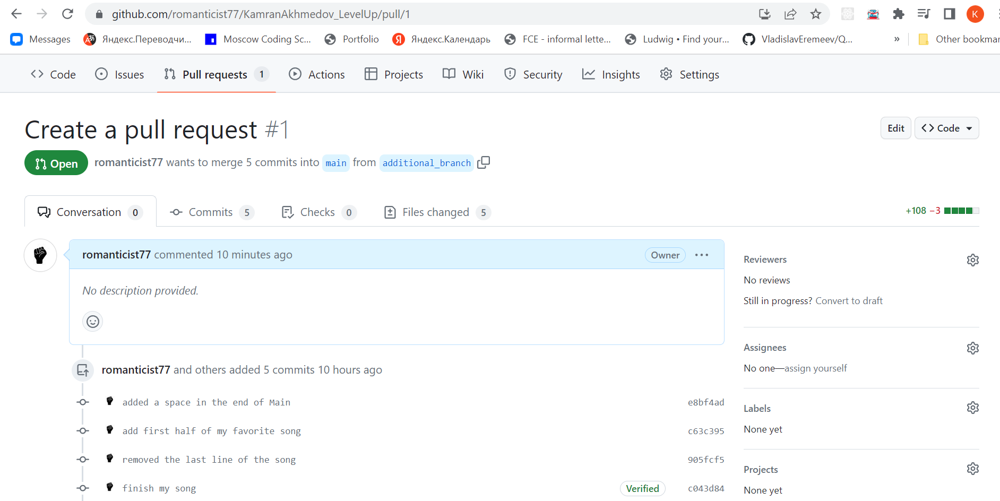 github.com/romanticist77/KamranAkhmedov_LevelUp/pull/1
K
Messages Яндекс.Переводчи... Moscow Coding Sc... Portfolio Яндекс.Календарь FCE - informal lette... Ludwig • Find your... VladislavEremeev/Q... » Other bookmar
Code Issues Pull requests 1 Actions Projects Wiki Security Insights Settings
Create a pull request #1
Edit <> Code
Open romanticist77 wants to merge 5 commits into main from additional_branch
Conversation 0 Commits 5 Checks 0 Files changed 5 +108 −3
romanticist77 commented 10 minutes ago Owner ...
No description provided.
romanticist77 and others added 5 commits 10 hours ago
added a space in the end of Main e8bf4ad
add first half of my favorite song c63c395
removed the last line of the song 905fcf5
finish my song Verified c043d84
Reviewers
No reviews
Still in progress? Convert to draft
Assignees
No one—assign yourself
Labels
None yet
Projects
None yet